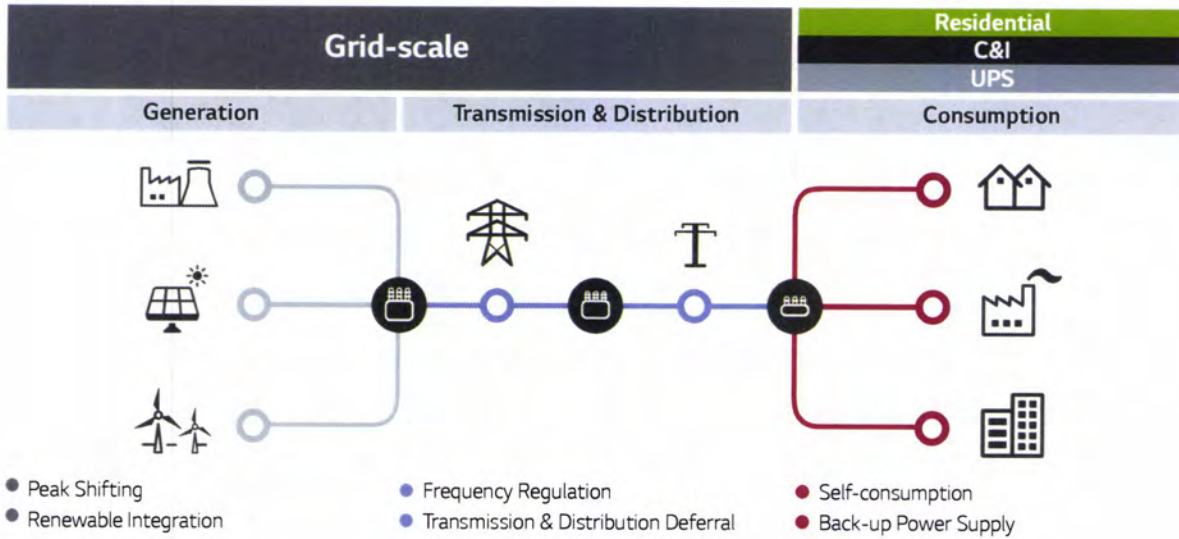 Grid-scale
Residential
C&I
UPS
Generation
Transmission & Distribution
Consumption
Peak Shifting
Renewable Integration
Frequency Regulation
Transmission & Distribution Deferral
Self-consumption
Back-up Power Supply